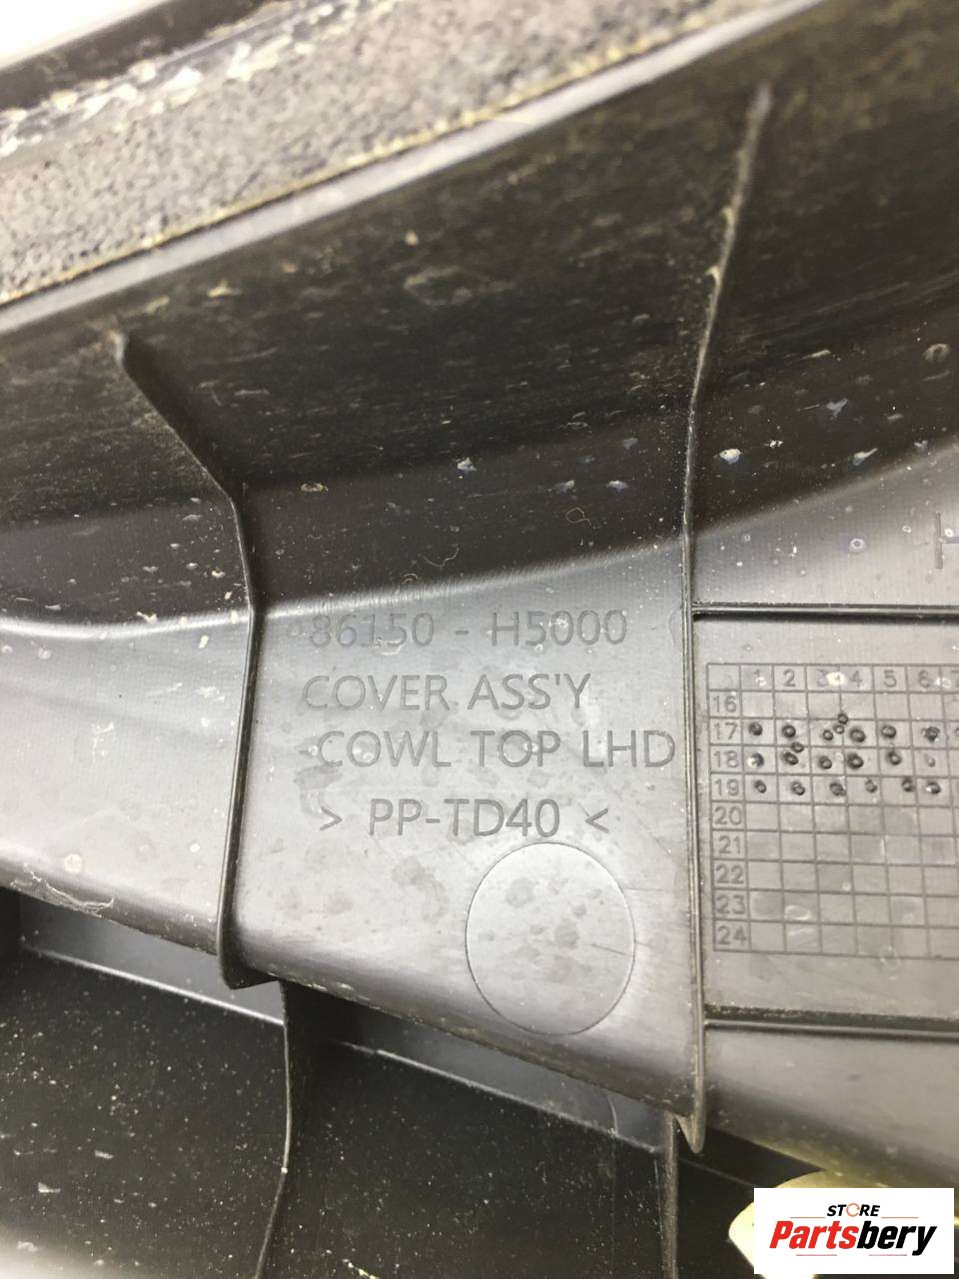 86150 - H5000
COVER ASS'Y
-COWL TOP LHD
> PP-TD40 <
1 2 3 4 5 6 7
16
17
18
19
20
21
22
23
24
H
STORE
Partsbery